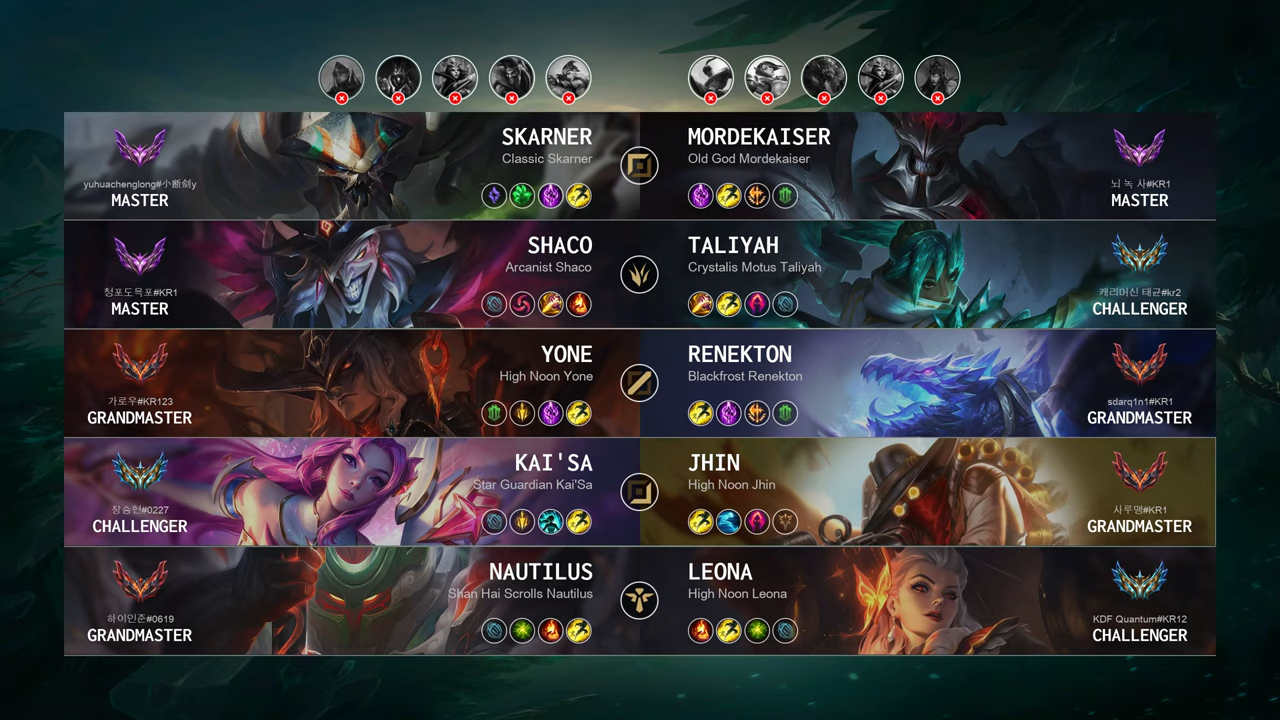 SKARNER
Classic Skarner
yuhuachenglong#小断剑y
MASTER
MORDEKAISER
Old God Mordekaiser
뇌 녹 사#KR1
MASTER
SHACO
Arcanist Shaco
청포도욕포#KR1
MASTER
TALIYAH
Crystalis Motus Taliyah
캐리머신 태균#kr2
CHALLENGER
YONE
High Noon Yone
가로우#KR123
GRANDMASTER
RENEKTON
Blackfrost Renekton
sdarq1n1#KR1
GRANDMASTER
KAI'SA
Star Guardian Kai'Sa
장승현#0227
CHALLENGER
JHIN
High Noon Jhin
사루맹#KR1
GRANDMASTER
NAUTILUS
Shan Hai Scrolls Nautilus
하이인준#0619
GRANDMASTER
LEONA
High Noon Leona
KDF Quantum#KR12
CHALLENGER